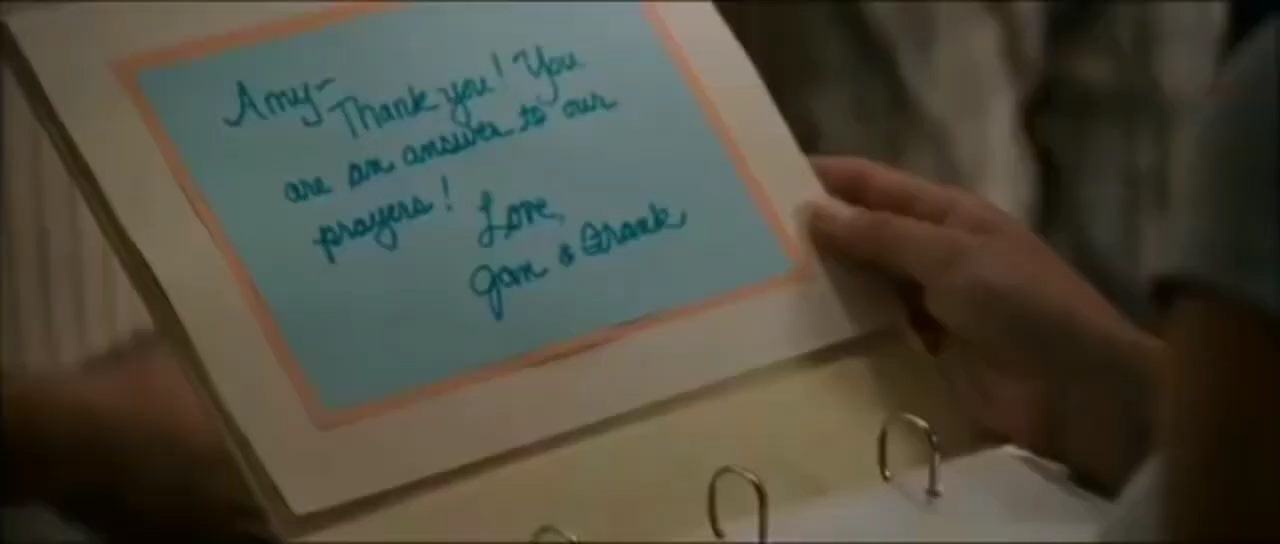 Amy-
Thank you! You
are an answer to our
prayers!
Love,
Jan & Frank